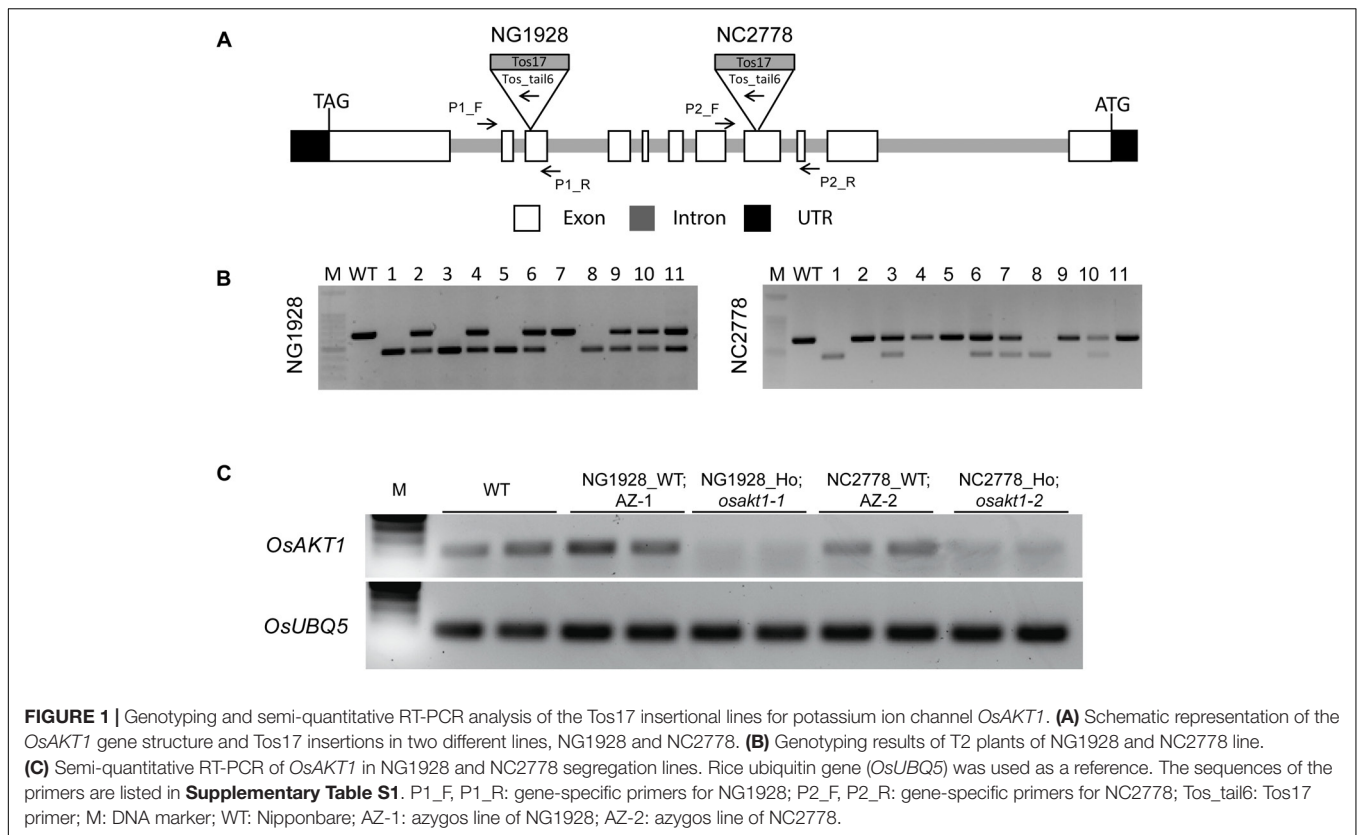 A
NG1928 NC2778
Tos17 Tos17
Tos_tail6 Tos_tail6
TAG P1_F P2_F ATG
P1_R P2_R
Exon Intron UTR
B
M WT 1 2 3 4 5 6 7 8 9 10 11
NG1928
M WT 1 2 3 4 5 6 7 8 9 10 11
NC2778
C
M WT NG1928_WT; AZ-1 NG1928_Ho; osakt1-1 NC2778_WT; AZ-2 NC2778_Ho; osakt1-2
OsAKT1
OsUBQ5
FIGURE 1 | Genotyping and semi-quantitative RT-PCR analysis of the Tos17 insertional lines for potassium ion channel OsAKT1. (A) Schematic representation of the
OsAKT1 gene structure and Tos17 insertions in two different lines, NG1928 and NC2778. (B) Genotyping results of T2 plants of NG1928 and NC2778 line.
(C) Semi-quantitative RT-PCR of OsAKT1 in NG1928 and NC2778 segregation lines. Rice ubiquitin gene (OsUBQ5) was used as a reference. The sequences of the
primers are listed in Supplementary Table S1. P1_F, P1_R: gene-specific primers for NG1928; P2_F, P2_R: gene-specific primers for NC2778; Tos_tail6: Tos17
primer; M: DNA marker; WT: Nipponbare; AZ-1: azygos line of NG1928; AZ-2: azygos line of NC2778.